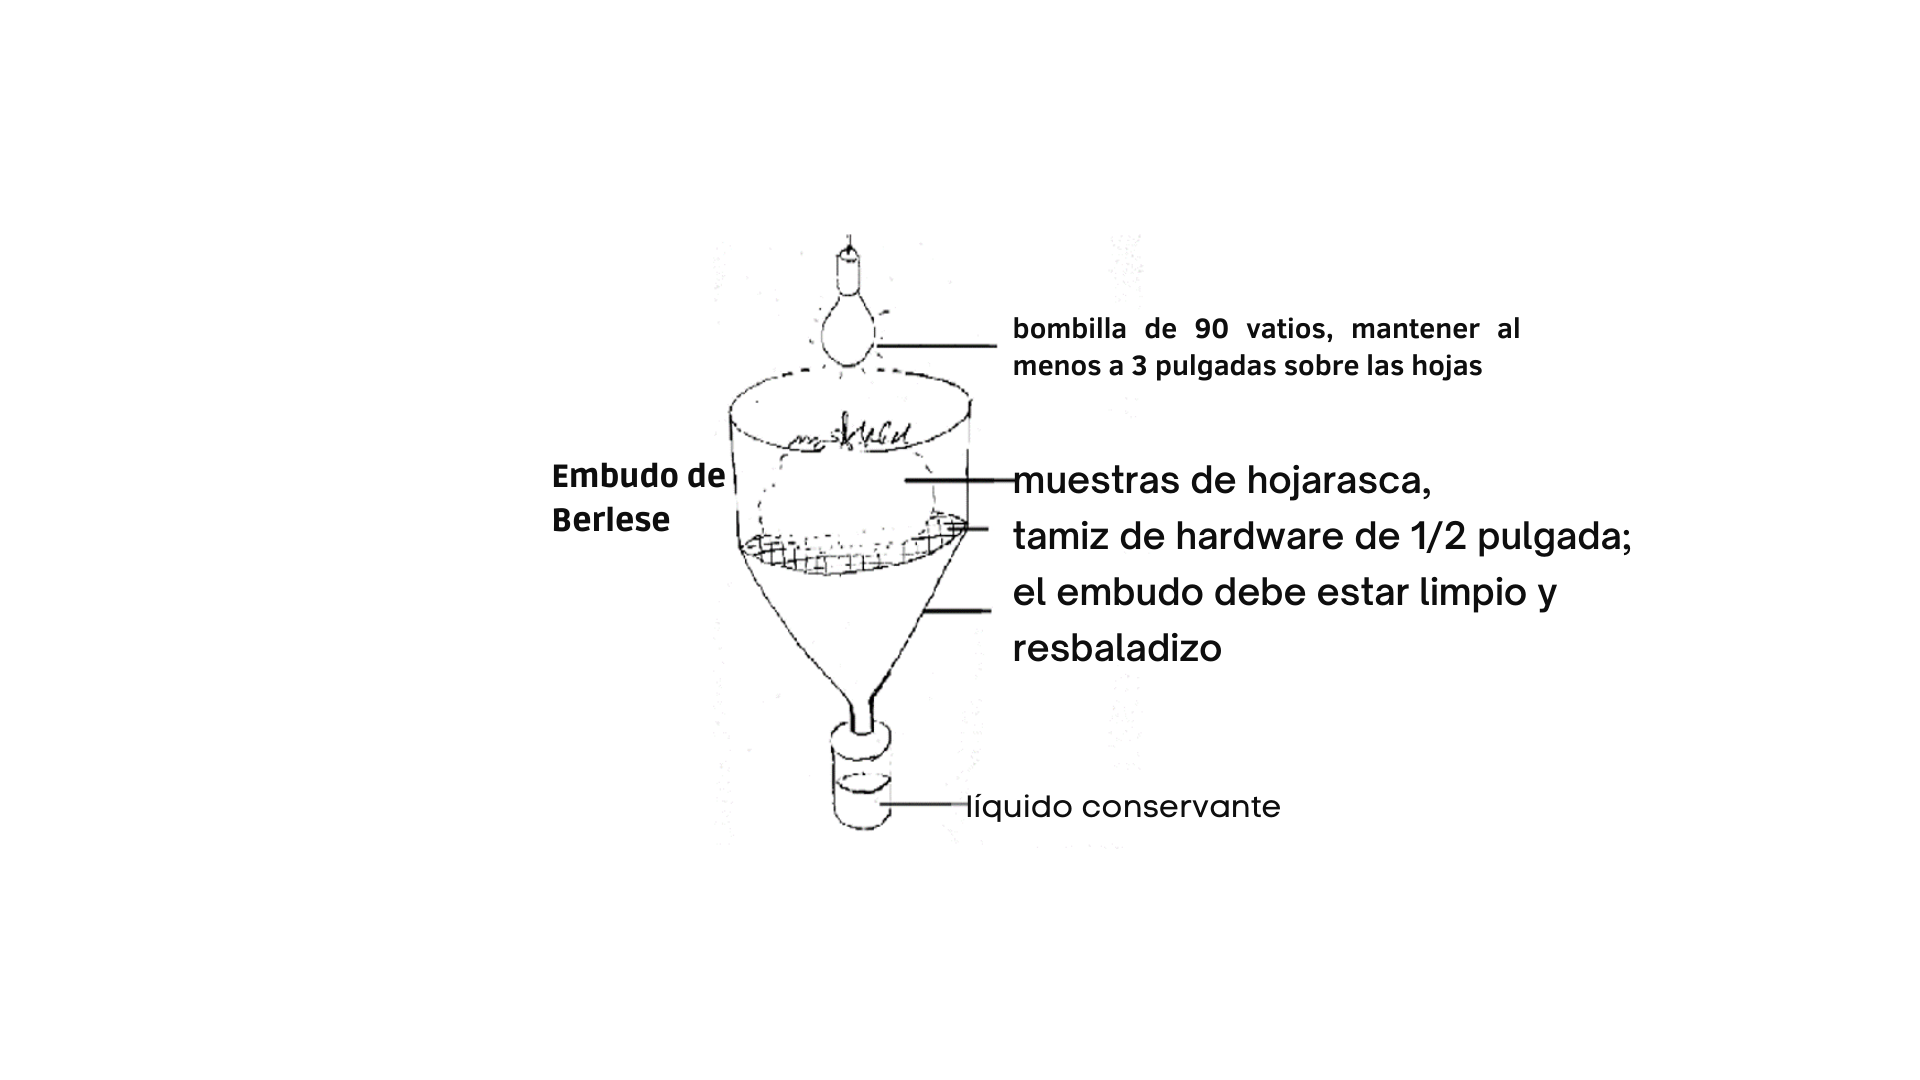 bombilla de 90 vatios, mantener al
menos a 3 pulgadas sobre las hojas
Embudo de
Berlese
muestras de hojarasca,
tamiz de hardware de 1/2 pulgada;
el embudo debe estar limpio y
resbaladizo
líquido conservante